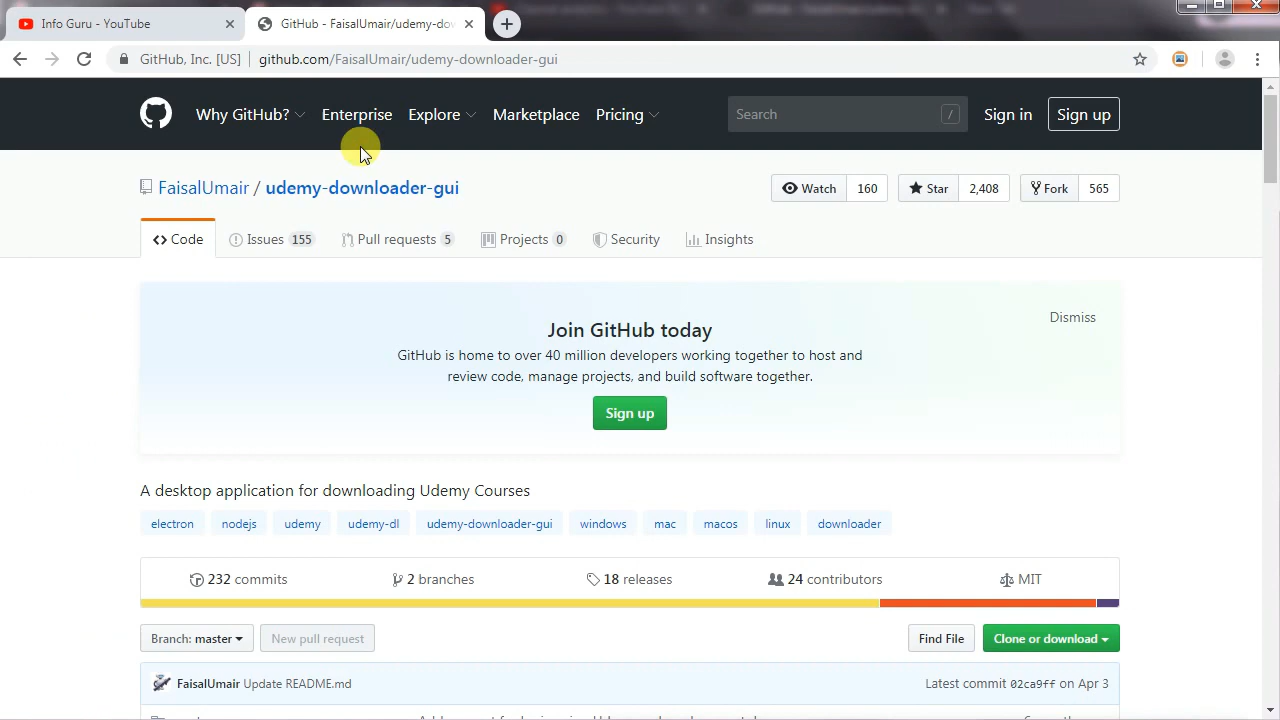 Info Guru - YouTube
GitHub - FaisalUmair/udemy-dov
GitHub, Inc. [US] github.com/FaisalUmair/udemy-downloader-gui
Why GitHub? Enterprise Explore Marketplace Pricing Search / Sign in Sign up
FaisalUmair / udemy-downloader-gui Watch 160 Star 2,408 Fork 565
Code Issues 155 Pull requests 5 Projects 0 Security Insights
Dismiss
Join GitHub today
GitHub is home to over 40 million developers working together to host and
review code, manage projects, and build software together.
Sign up
A desktop application for downloading Udemy Courses
electron nodejs udemy udemy-dl udemy-downloader-gui windows mac macos linux downloader
232 commits 2 branches 18 releases 24 contributors MIT
Branch: master New pull request Find File Clone or download
FaisalUmair Update README.md Latest commit 02ca9ff on Apr 3